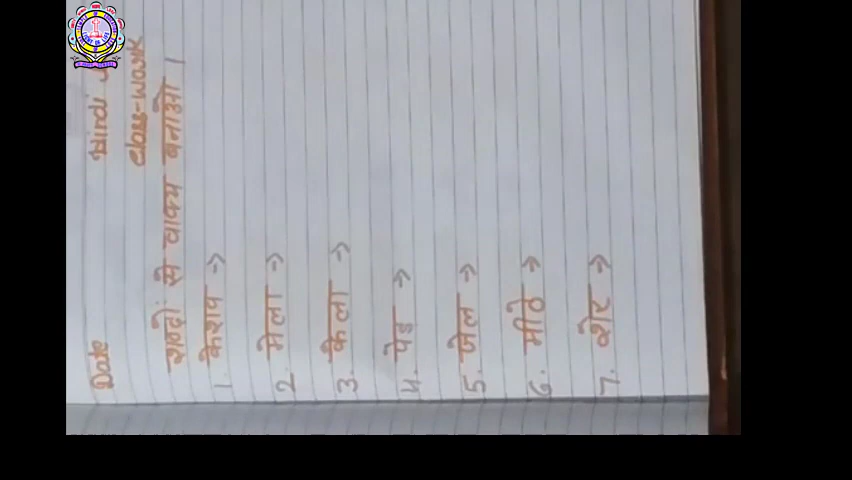 Date Hindi
class-work
शब्दों से वाक्य बनाओ।
1. केशव ⇒
2. मेला ⇒
3. केला ⇒
4. पेड ⇒
5. जेल ⇒
6. मीठे ⇒
7. शेर ⇒